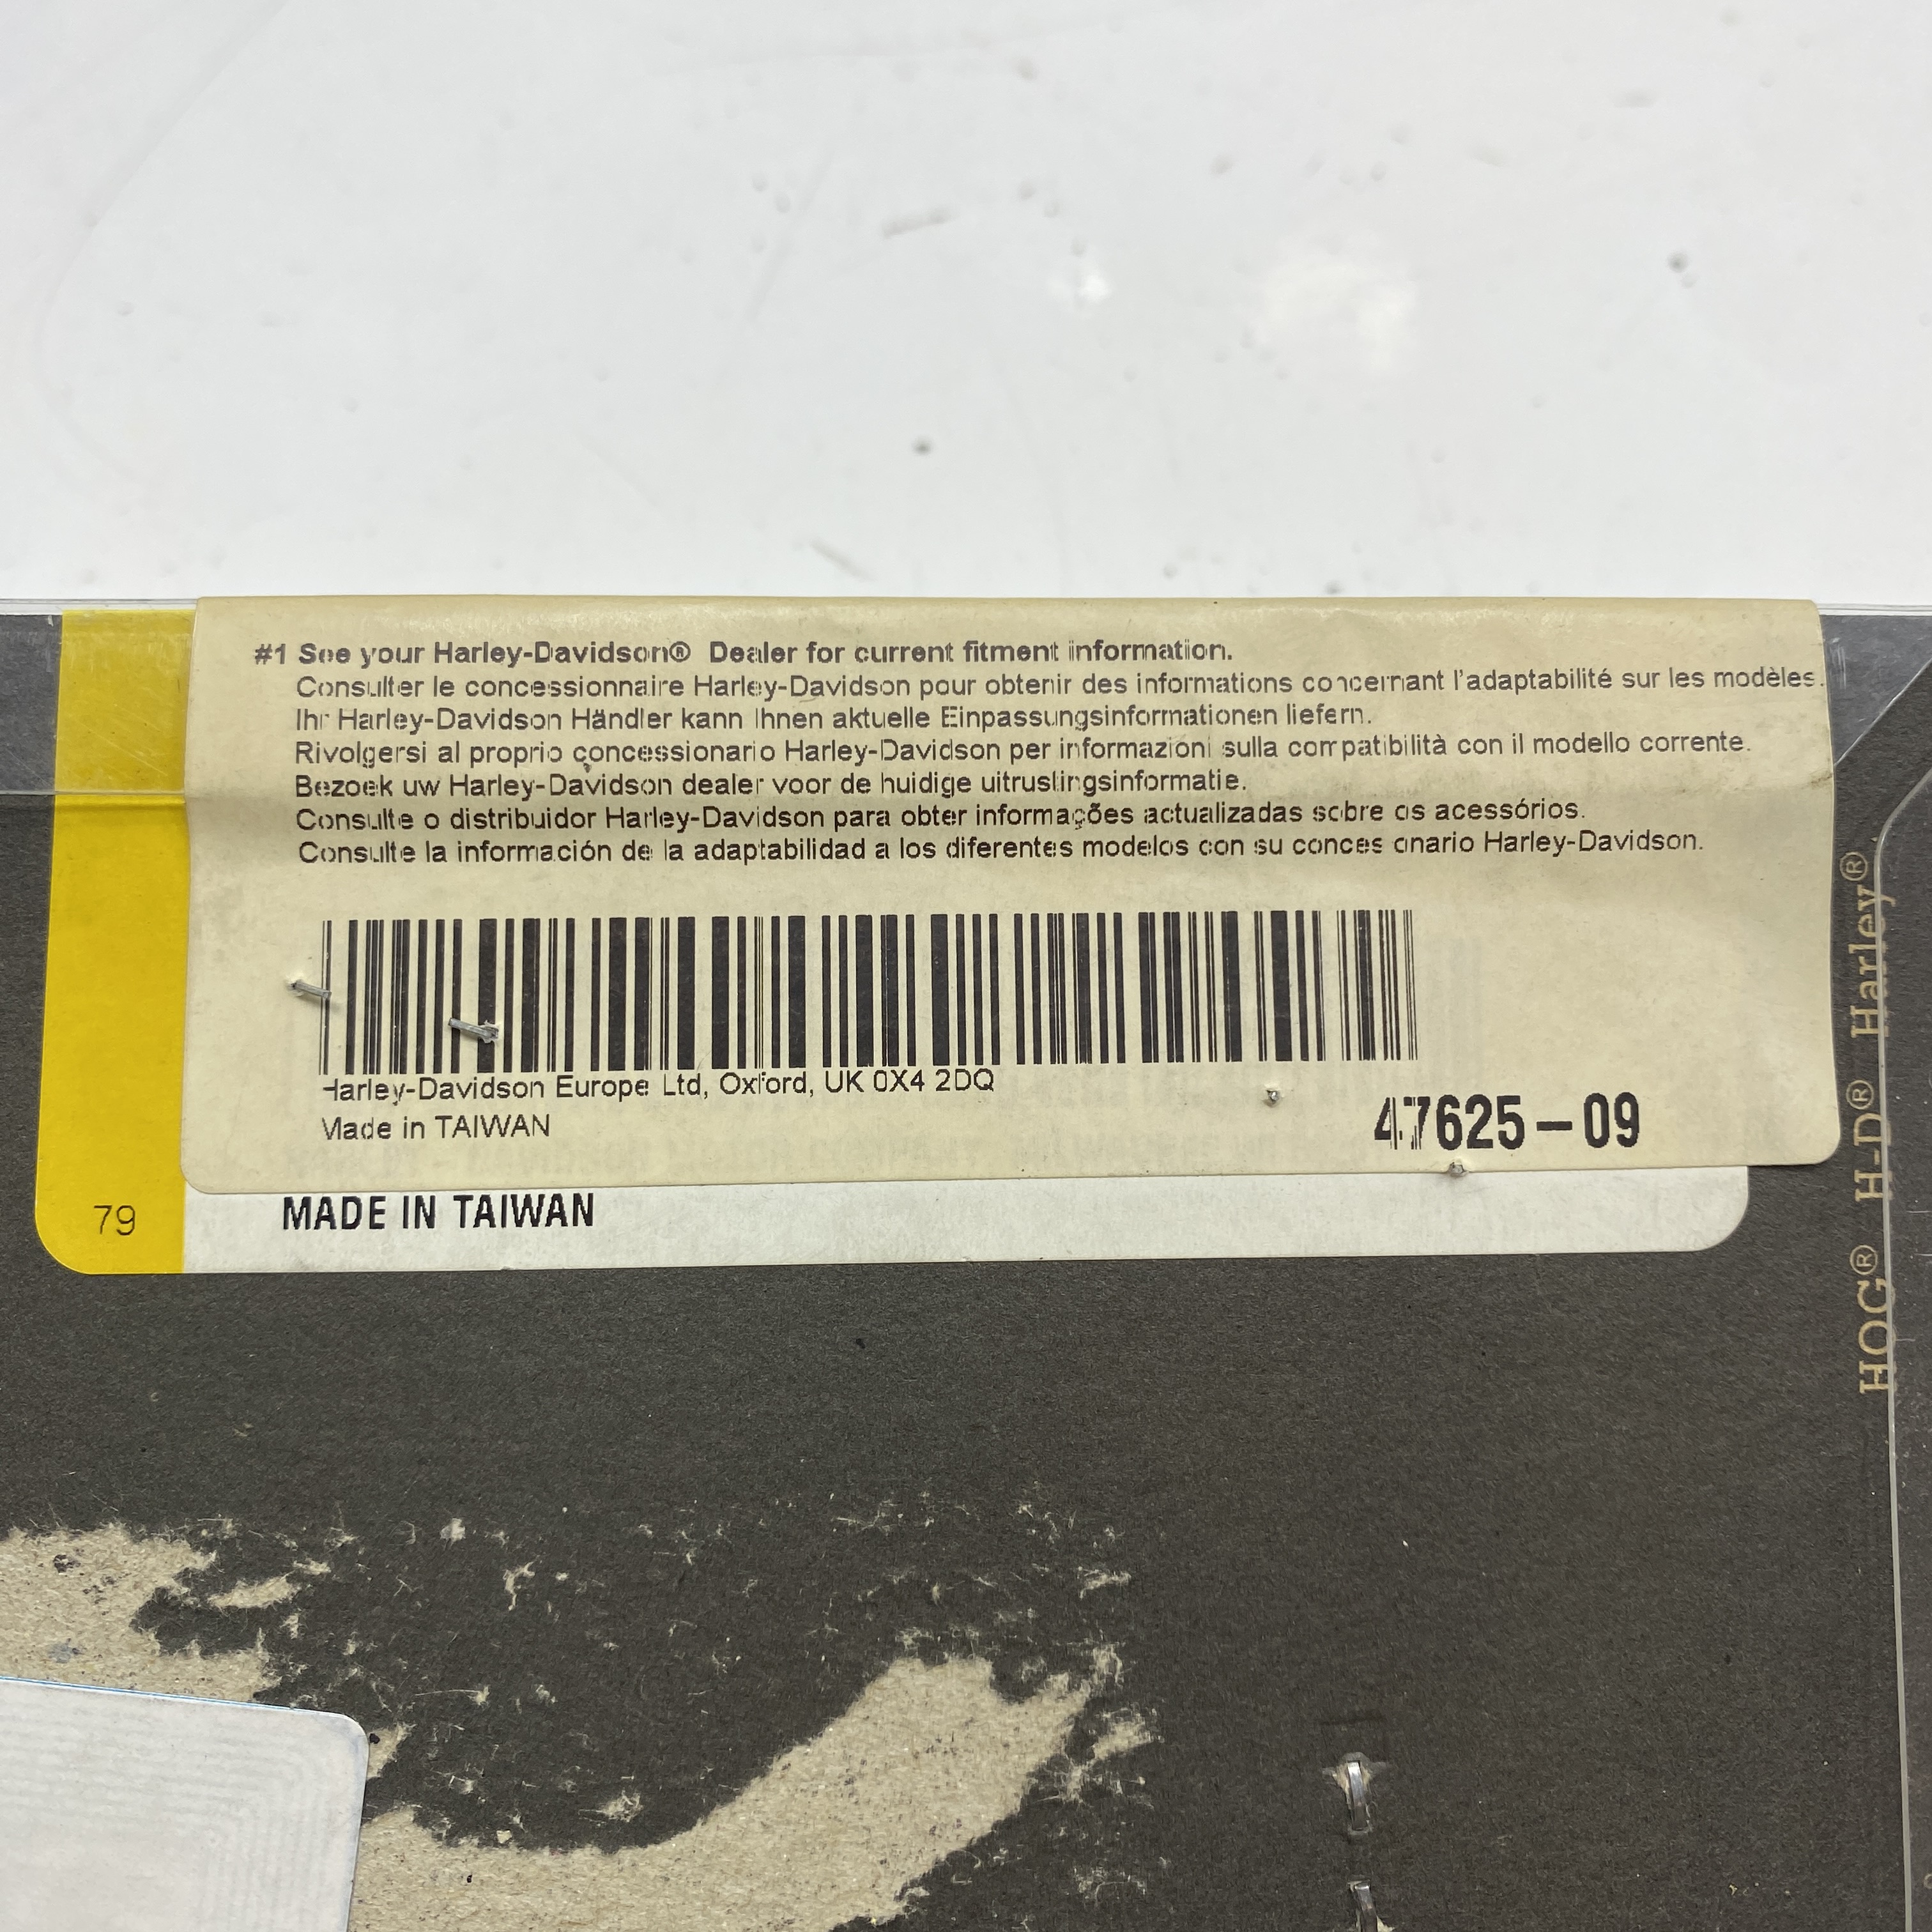 #1 See your Harley-Davidson® Dealer for current fitment information.
Consulter le concessionnaire Harley-Davidson pour obtenir des informations concernant l'adaptabilité sur les modèles.
Ihr Harley-Davidson Händler kann Ihnen aktuelle Einpassungsinformationen liefern.
Rivolgersi al proprio concessionario Harley-Davidson per informazioni sulla compatibilità con il modello corrente.
Bezoek uw Harley-Davidson dealer voor de huidige uitruslingsinformatie.
Consulte o distribuidor Harley-Davidson para obter informações actualizadas sobre os acessórios.
Consulte la información de la adaptabilidad a los diferentes modelos con su concesionario Harley-Davidson.
Harley-Davidson Europe Ltd, Oxford, UK 0X4 2DQ
Made in TAIWAN
47625-09
79
MADE IN TAIWAN
HOG® H-D® Harley®